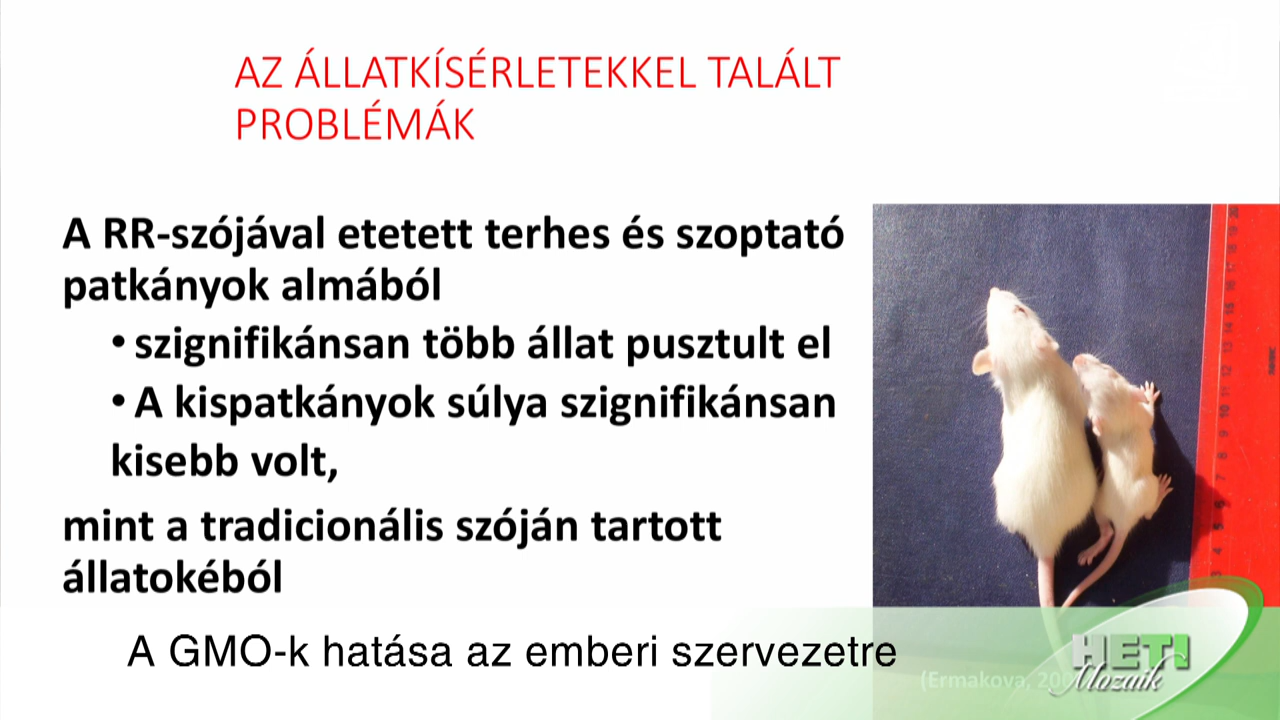 AZ ÁLLATKÍSÉRLETEKKEL TALÁLT
PROBLÉMÁK
A RR-szójával etetett terhes és szoptató
patkányok almából
• szignifikánsan több állat pusztult el
• A kispatkányok súlya szignifikánsan
kisebb volt,
mint a tradicionális szóján tartott
állatokéból
A GMO-k hatása az emberi szervezetre
(Ermakova,
HETI
Mozaik